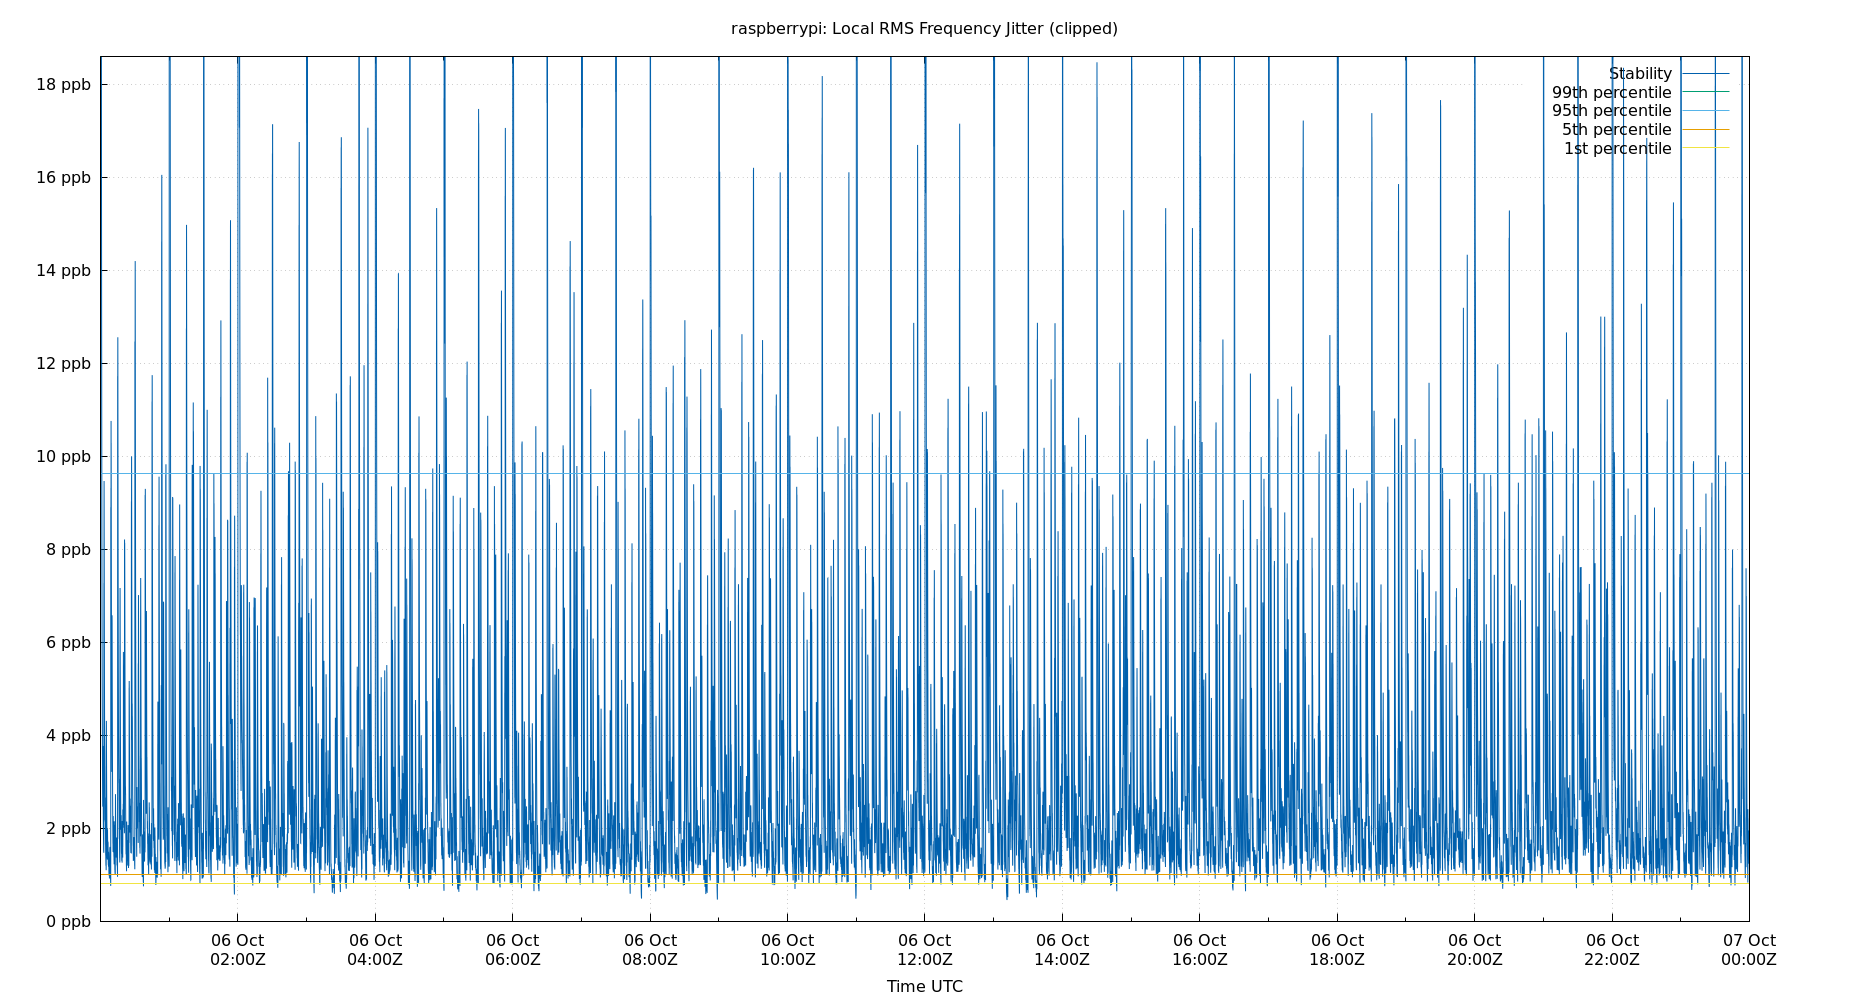 raspberrypi: Local RMS Frequency Jitter (clipped)
18 ppb
16 ppb
14 ppb
12 ppb
10 ppb
8 ppb
6 ppb
4 ppb
2 ppb
0 ppb
Stability
99th percentile
95th percentile
5th percentile
1st percentile
06 Oct
02:00Z
06 Oct
04:00Z
06 Oct
06:00Z
06 Oct
08:00Z
06 Oct
10:00Z
06 Oct
12:00Z
06 Oct
14:00Z
06 Oct
16:00Z
06 Oct
18:00Z
06 Oct
20:00Z
06 Oct
22:00Z
07 Oct
00:00Z
Time UTC